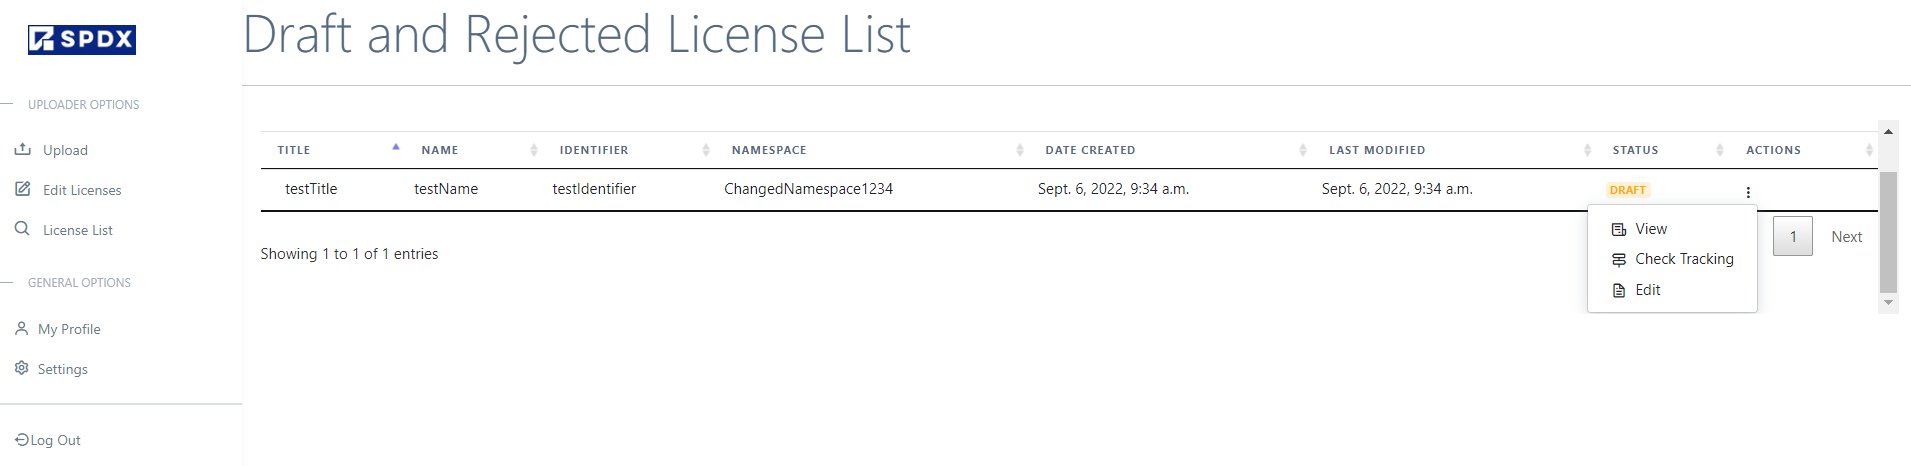 SPDX
Draft and Rejected License List
UPLOADER OPTIONS
Upload
Edit Licenses
License List
GENERAL OPTIONS
My Profile
Settings
Log Out
TITLE NAME IDENTIFIER NAMESPACE DATE CREATED LAST MODIFIED STATUS ACTIONS
testTitle testName testIdentifier ChangedNamespace1234 Sept. 6, 2022, 9:34 a.m. Sept. 6, 2022, 9:34 a.m. DRAFT
View
Check Tracking
Edit
Showing 1 to 1 of 1 entries
1 Next